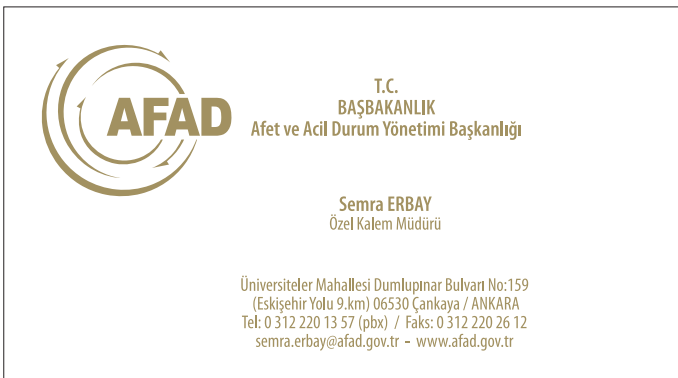 AFAD
T.C.
BAŞBAKANLIK
Afet ve Acil Durum Yönetimi Başkanlığı
Semra ERBAY
Özel Kalem Müdürü
Üniversiteler Mahallesi Dumlupınar Bulvarı No:159
(Eskişehir Yolu 9.km) 06530 Çankaya / ANKARA
Tel: 0 312 220 13 57 (pbx) / Faks: 0 312 220 26 12
semra.erbay@afad.gov.tr - www.afad.gov.tr